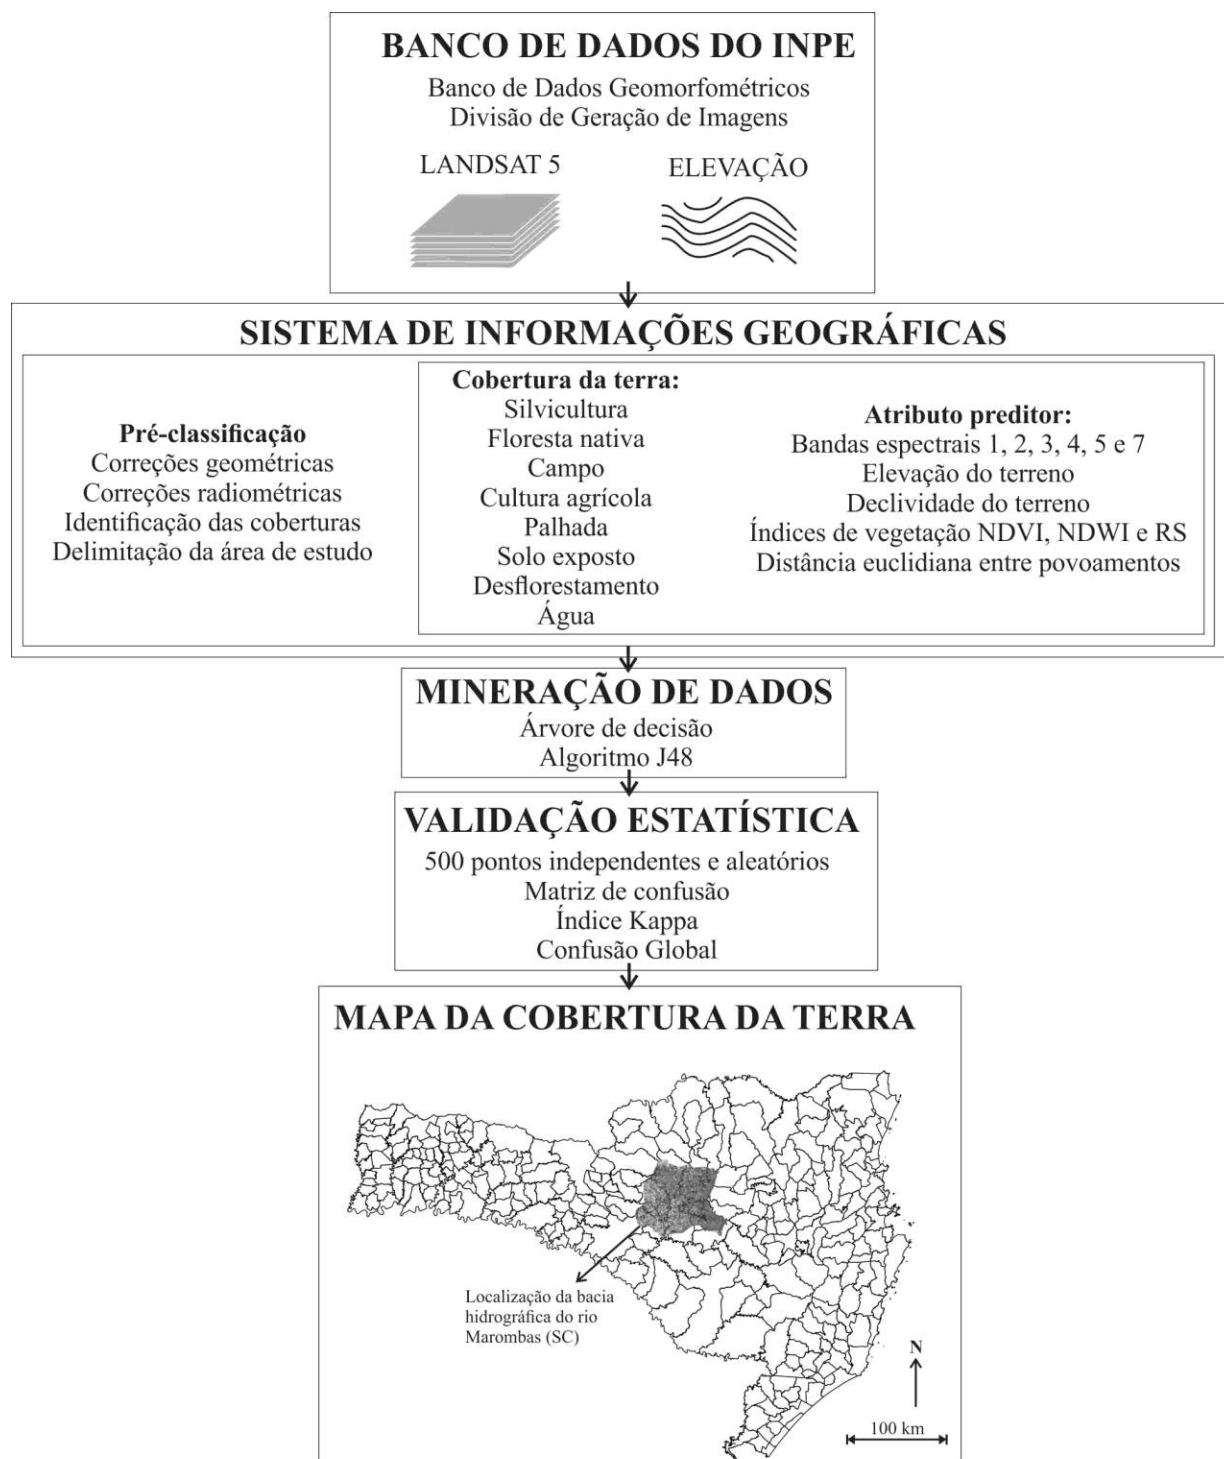 BANCO DE DADOS DO INPE
Banco de Dados Geomorfométricos
Divisão de Geração de Imagens
LANDSAT 5
ELEVAÇÃO
SISTEMA DE INFORMAÇÕES GEOGRÁFICAS
Pré-classificação
Correções geométricas
Correções radiométricas
Identificação das coberturas
Delimitação da área de estudo
Cobertura da terra:
Silvicultura
Floresta nativa
Campo
Cultura agrícola
Palhada
Solo exposto
Desflorestamento
Água
Atributo preditor:
Bandas espectrais 1, 2, 3, 4, 5 e 7
Elevação do terreno
Declividade do terreno
Índices de vegetação NDVI, NDWI e RS
Distância euclidiana entre povoamentos
MINERAÇÃO DE DADOS
Árvore de decisão
Algoritmo J48
VALIDAÇÃO ESTATÍSTICA
500 pontos independentes e aleatórios
Matriz de confusão
Índice Kappa
Confusão Global
MAPA DA COBERTURA DA TERRA
Localização da bacia
hidrográfica do rio
Marombas (SC)
N
100 km